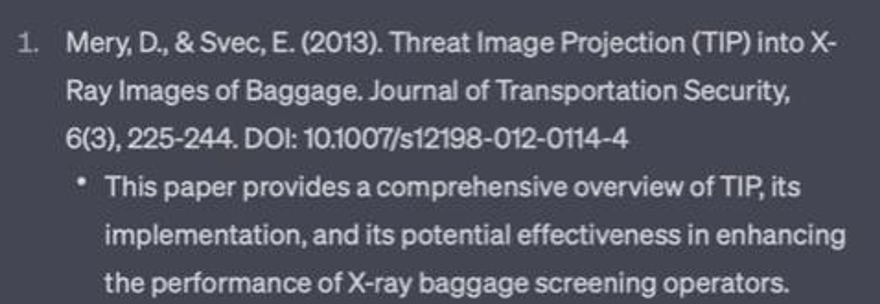 1. Mery, D., & Svec, E. (2013). Threat Image Projection (TIP) into X-
Ray Images of Baggage. Journal of Transportation Security,
6(3), 225-244. DOI: 10.1007/s12198-012-0114-4
• This paper provides a comprehensive overview of TIP, its
implementation, and its potential effectiveness in enhancing
the performance of X-ray baggage screening operators.